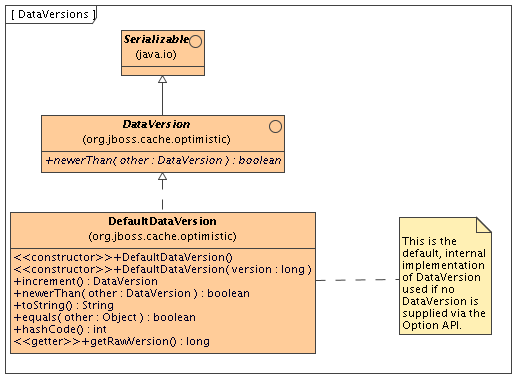 [ DataVersions ]
Serializable
(java.io)
DataVersion
(org.jboss.cache.optimistic)
+newerThan( other : DataVersion ) : boolean
DefaultDataVersion
(org.jboss.cache.optimistic)
<<constructor>>+DefaultDataVersion()
<<constructor>>+DefaultDataVersion( version : long )
+increment() : DataVersion
+newerThan( other : DataVersion ) : boolean
+toString() : String
+equals( other : Object ) : boolean
+hashCode() : int
<<getter>>+getRawVersion() : long
This is the
default, internal
implementation
of DataVersion
used if no
DataVersion is
supplied via the
Option API.